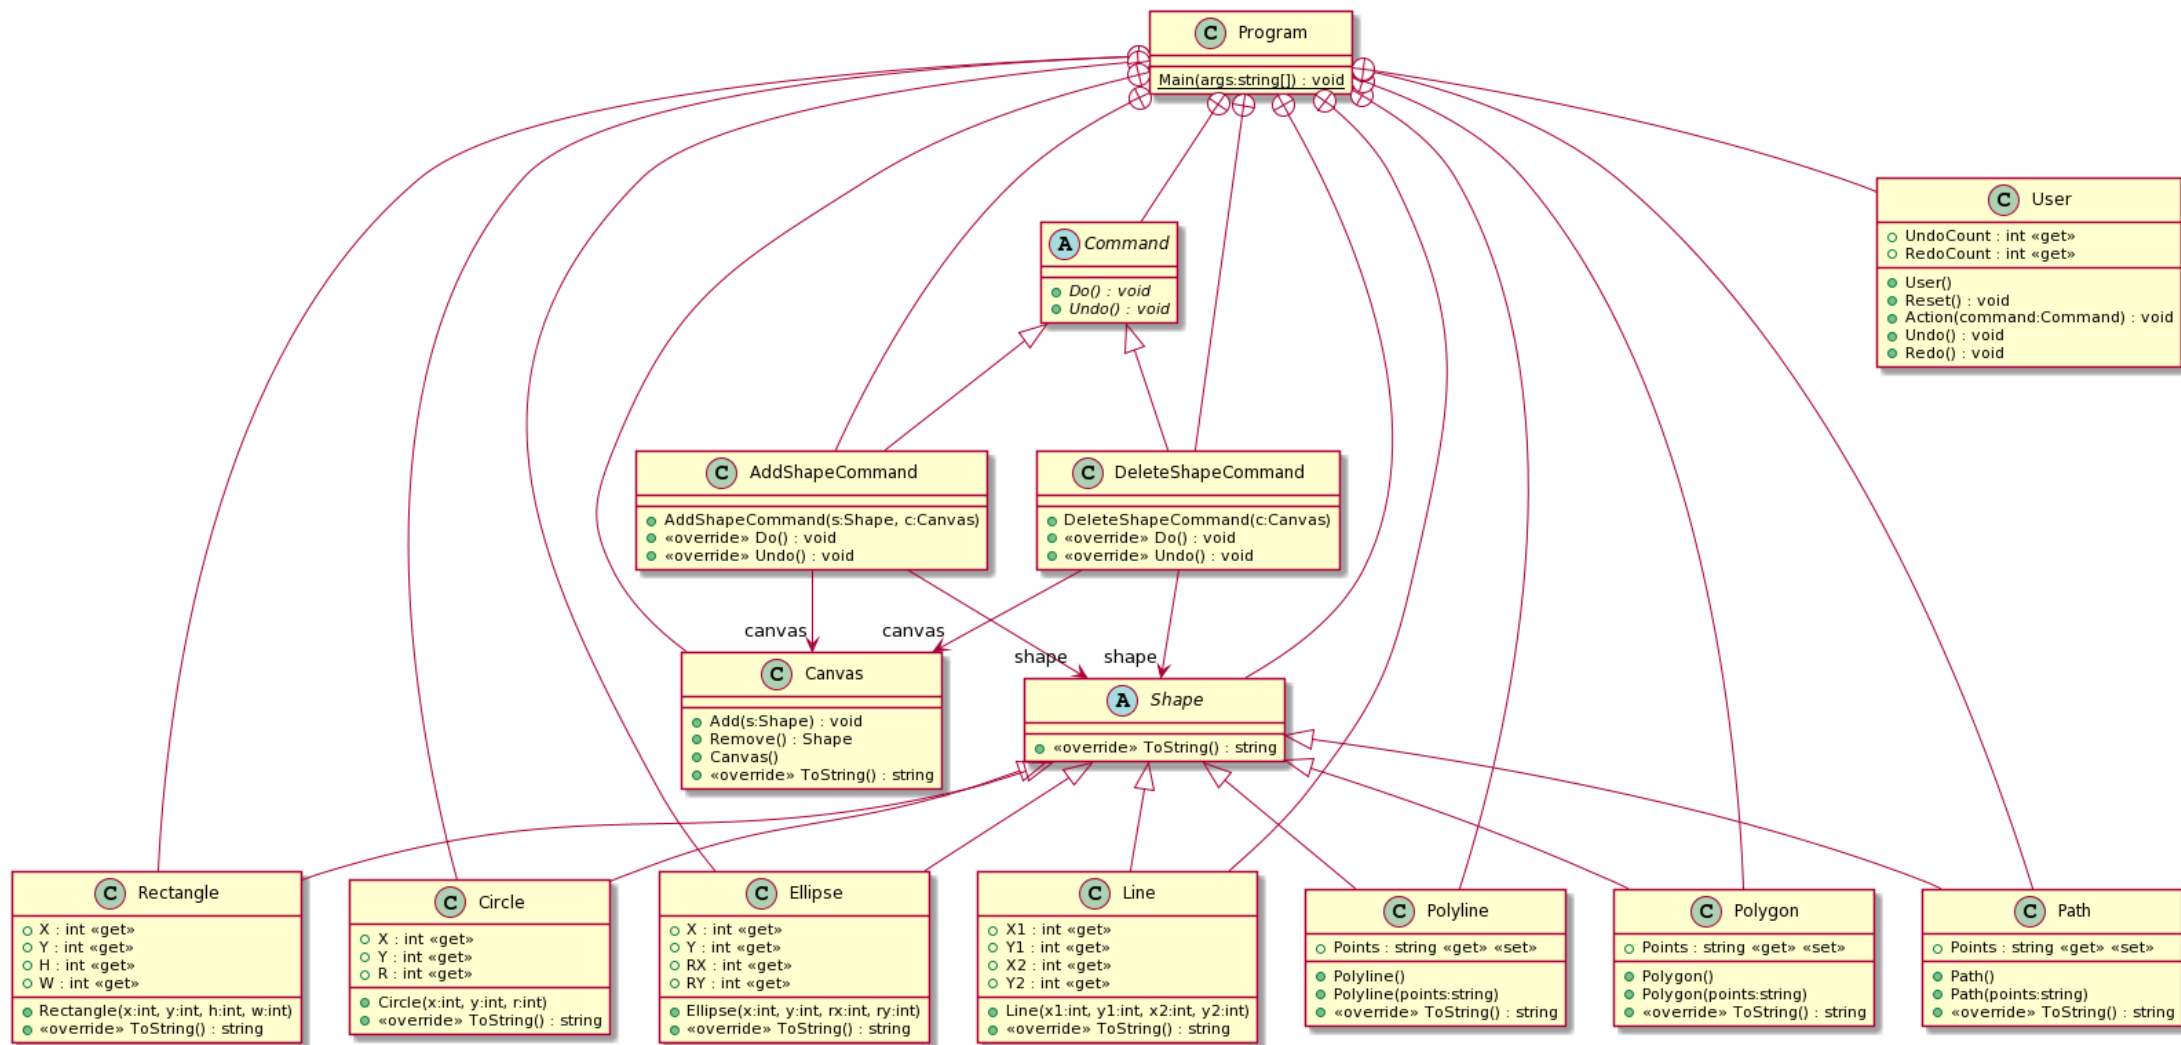 C Program
Main(args:string[]) : void
C User
UndoCount : int «get»
RedoCount : int «get»
User()
Reset() : void
Action(command:Command) : void
Undo() : void
Redo() : void
A Command
Do() : void
Undo() : void
C AddShapeCommand
AddShapeCommand(s:Shape, c:Canvas)
«override» Do() : void
«override» Undo() : void
C DeleteShapeCommand
DeleteShapeCommand(c:Canvas)
«override» Do() : void
«override» Undo() : void
canvas
canvas
shape
shape
C Canvas
Add(s:Shape) : void
Remove() : Shape
Canvas()
«override» ToString() : string
A Shape
«override» ToString() : string
C Rectangle
X : int «get»
Y : int «get»
H : int «get»
W : int «get»
Rectangle(x:int, y:int, h:int, w:int)
«override» ToString() : string
C Circle
X : int «get»
Y : int «get»
R : int «get»
Circle(x:int, y:int, r:int)
«override» ToString() : string
C Ellipse
X : int «get»
Y : int «get»
RX : int «get»
RY : int «get»
Ellipse(x:int, y:int, rx:int, ry:int)
«override» ToString() : string
C Line
X1 : int «get»
Y1 : int «get»
X2 : int «get»
Y2 : int «get»
Line(x1:int, y1:int, x2:int, y2:int)
«override» ToString() : string
C Polyline
Points : string «get» «set»
Polyline()
Polyline(points:string)
«override» ToString() : string
C Polygon
Points : string «get» «set»
Polygon()
Polygon(points:string)
«override» ToString() : string
C Path
Points : string «get» «set»
Path()
Path(points:string)
«override» ToString() : string